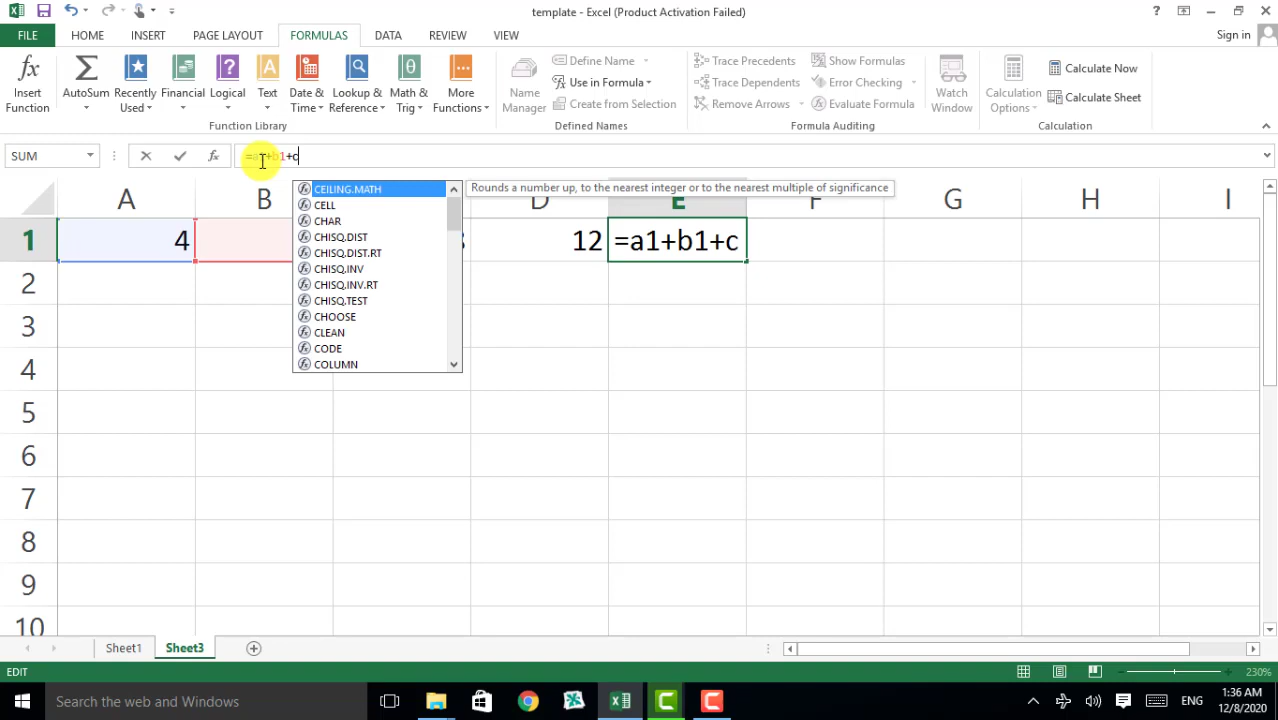 template - Excel (Product Activation Failed)
Sign in
FILE HOME INSERT PAGE LAYOUT FORMULAS DATA REVIEW VIEW
Insert Function
AutoSum
Recently Used
Financial
Logical
Text
Date & Time
Lookup & Reference
Math & Trig
More Functions
Function Library
Name Manager
Define Name
Use in Formula
Create from Selection
Defined Names
Trace Precedents
Trace Dependents
Remove Arrows
Show Formulas
Error Checking
Evaluate Formula
Formula Auditing
Watch Window
Calculation Options
Calculate Now
Calculate Sheet
Calculation
SUM
=a1+b1+c
CEILING.MATH
Rounds a number up, to the nearest integer or to the nearest multiple of significance
CELL
CHAR
CHISQ.DIST
CHISQ.DIST.RT
CHISQ.INV
CHISQ.INV.RT
CHISQ.TEST
CHOOSE
CLEAN
CODE
COLUMN
A B D E F G H I
1 4 12 =a1+b1+c
2
3
4
5
6
7
8
9
10
Sheet1 Sheet3
EDIT
230%
Search the web and Windows
ENG
1:36 AM
12/8/2020